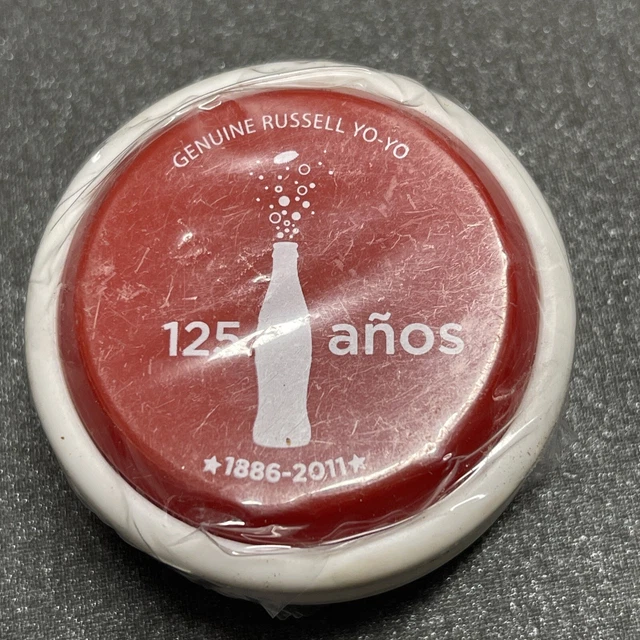 GENUINE RUSSELL YO-YO
125 años
★1886-2011★